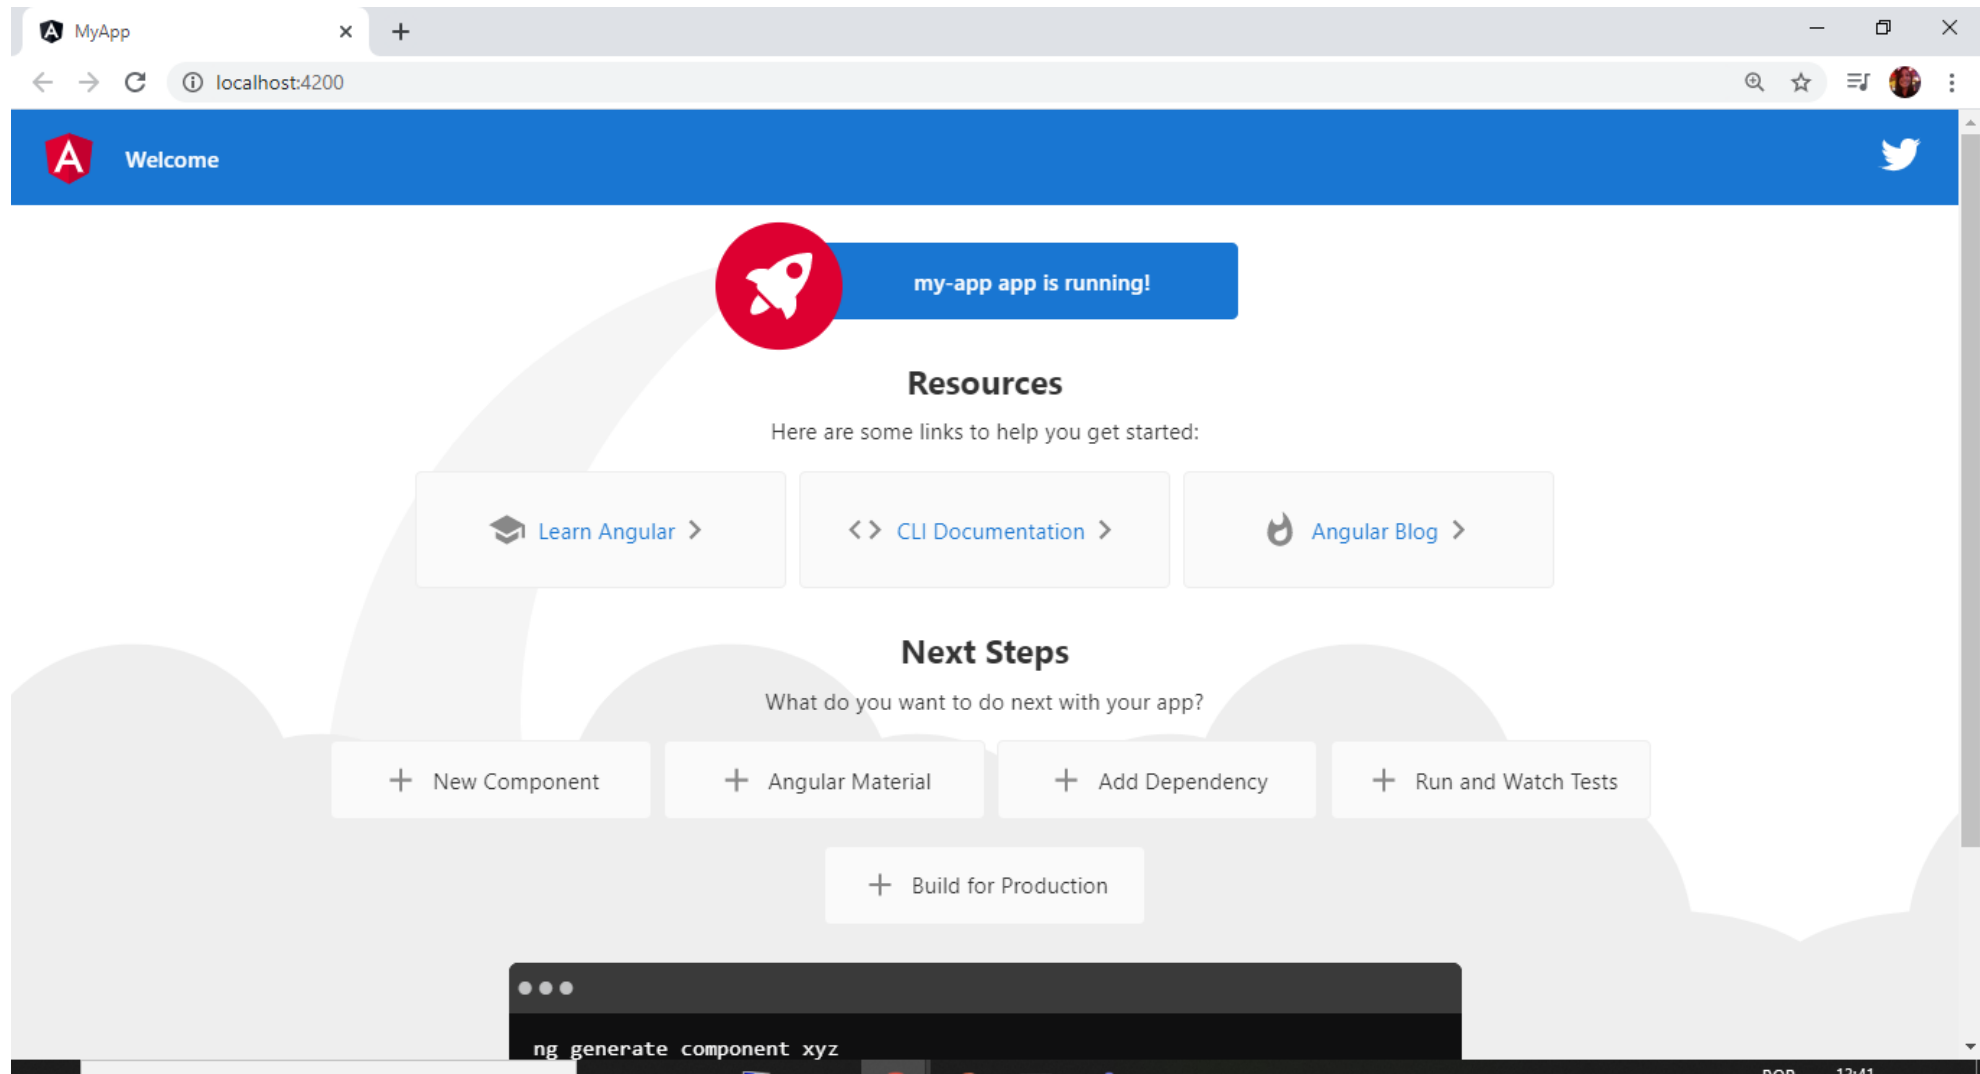 MyApp
localhost:4200
Welcome
my-app app is running!
Resources
Here are some links to help you get started:
Learn Angular
CLI Documentation
Angular Blog
Next Steps
What do you want to do next with your app?
New Component
Angular Material
Add Dependency
Run and Watch Tests
Build for Production
ng generate component xyz